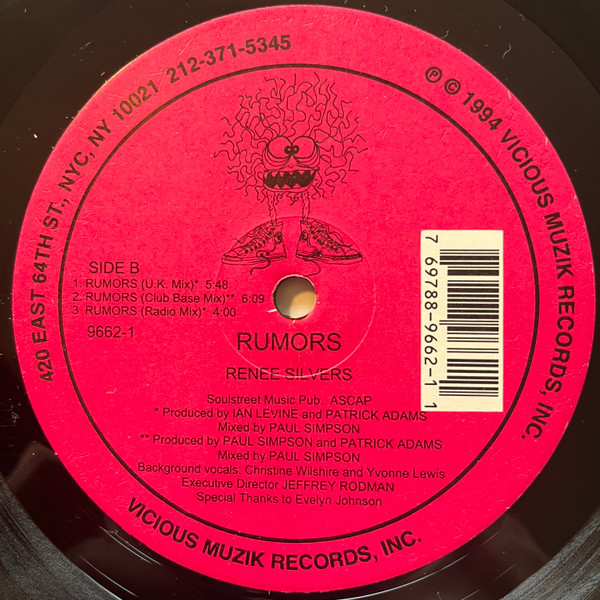 420 EAST 64TH ST., NYC, NY 10021 212-371-5345
℗ © 1994 VICIOUS MUZIK RECORDS, INC.
SIDE B
1. RUMORS (U.K. Mix)* 5:48
2. RUMORS (Club Base Mix)** 6:09
3. RUMORS (Radio Mix)* 4:00
9662-1
7 69788-9662-1 1
RUMORS
RENEE SILVERS
Soulstreet Music Pub. ASCAP
* Produced by IAN LEVINE and PATRICK ADAMS
Mixed by PAUL SIMPSON
** Produced by PAUL SIMPSON and PATRICK ADAMS
Mixed by PAUL SIMPSON
Background vocals: Christine Wilshire and Yvonne Lewis
Executive Director JEFFREY RODMAN
Special Thanks to Evelyn Johnson
VICIOUS MUZIK RECORDS, INC.